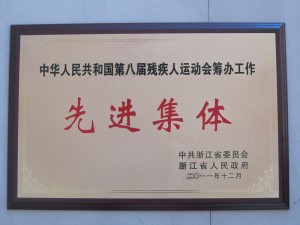 中华人民共和国第八届残疾人运动会筹办工作
先进集体
中共浙江省委员会
浙江省人民政府
二〇一一年十二月